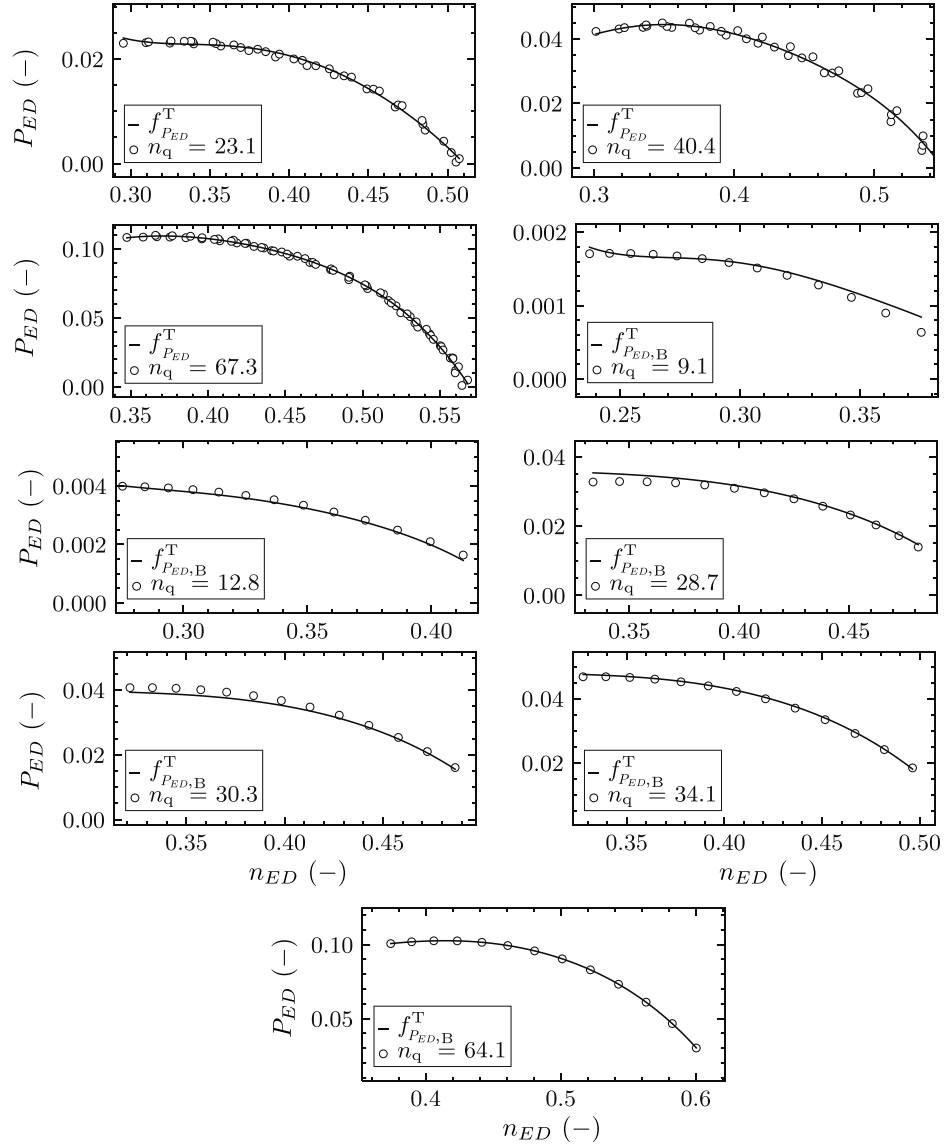 P_ED (−)
0.02
0.00
− f^T_{P_ED}
○ n_q = 23.1
0.30 0.35 0.40 0.45 0.50
0.04
0.02
0.00
− f^T_{P_ED}
○ n_q = 40.4
0.3 0.4 0.5
P_ED (−)
0.10
0.05
0.00
− f^T_{P_ED}
○ n_q = 67.3
0.35 0.40 0.45 0.50 0.55
0.002
0.001
0.000
− f^T_{P_ED,B}
○ n_q = 9.1
0.25 0.30 0.35
P_ED (−)
0.004
0.002
0.000
− f^T_{P_ED,B}
○ n_q = 12.8
0.30 0.35 0.40
0.04
0.02
0.00
− f^T_{P_ED,B}
○ n_q = 28.7
0.35 0.40 0.45
P_ED (−)
0.04
0.02
0.00
− f^T_{P_ED,B}
○ n_q = 30.3
0.35 0.40 0.45
n_ED (−)
0.04
0.02
− f^T_{P_ED,B}
○ n_q = 34.1
0.35 0.40 0.45 0.50
n_ED (−)
P_ED (−)
0.10
0.05
− f^T_{P_ED,B}
○ n_q = 64.1
0.4 0.5 0.6
n_ED (−)